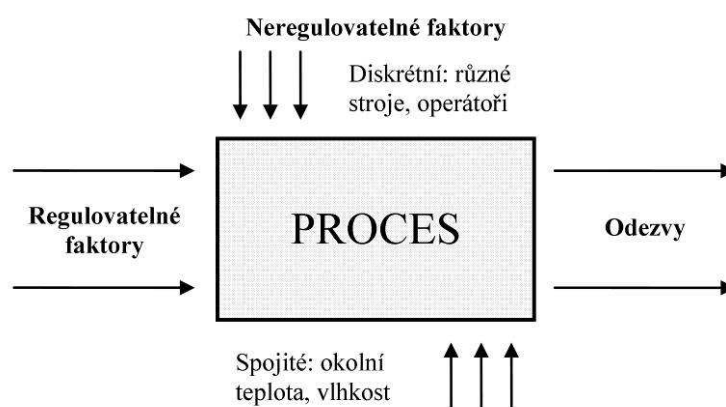 Neregulovatelné faktory
Diskrétní: různé
stroje, operátoři
Regulovatelné
faktory
PROCES
Odezvy
Spojité: okolní
teplota, vlhkost